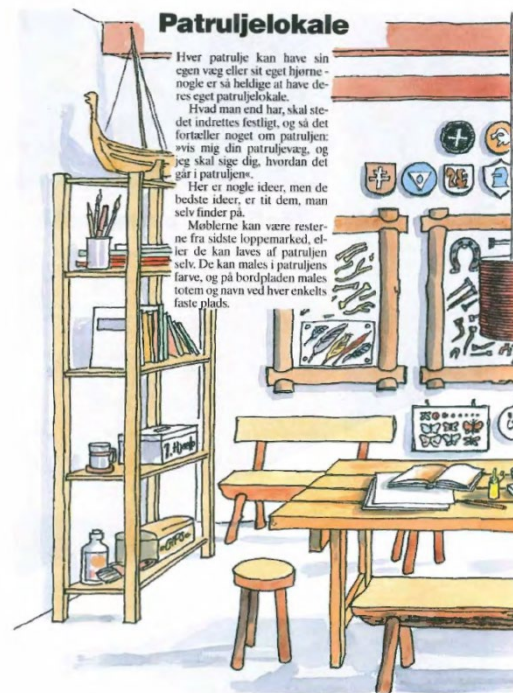 Patruljelokale
Hver patrulje kan have sin
egen væg eller sit eget hjørne -
nogle er så heldige at have de-
res eget patruljelokale.
Hvad man end har, skal ste-
det indrettes festligt, og så det
fortæller noget om patruljen:
»vis mig din patruljevæg, og
jeg skal sige dig, hvordan det
går i patruljen«.
Her er nogle ideer, men de
bedste ideer, er tit dem, man
selv finder på.
Møblerne kan være rester-
ne fra sidste loppemarked, el-
ler de kan laves af patruljen
selv. De kan males i patruljens
farve, og på bordpladen males
totem og navn ved hver enkelts
faste plads.